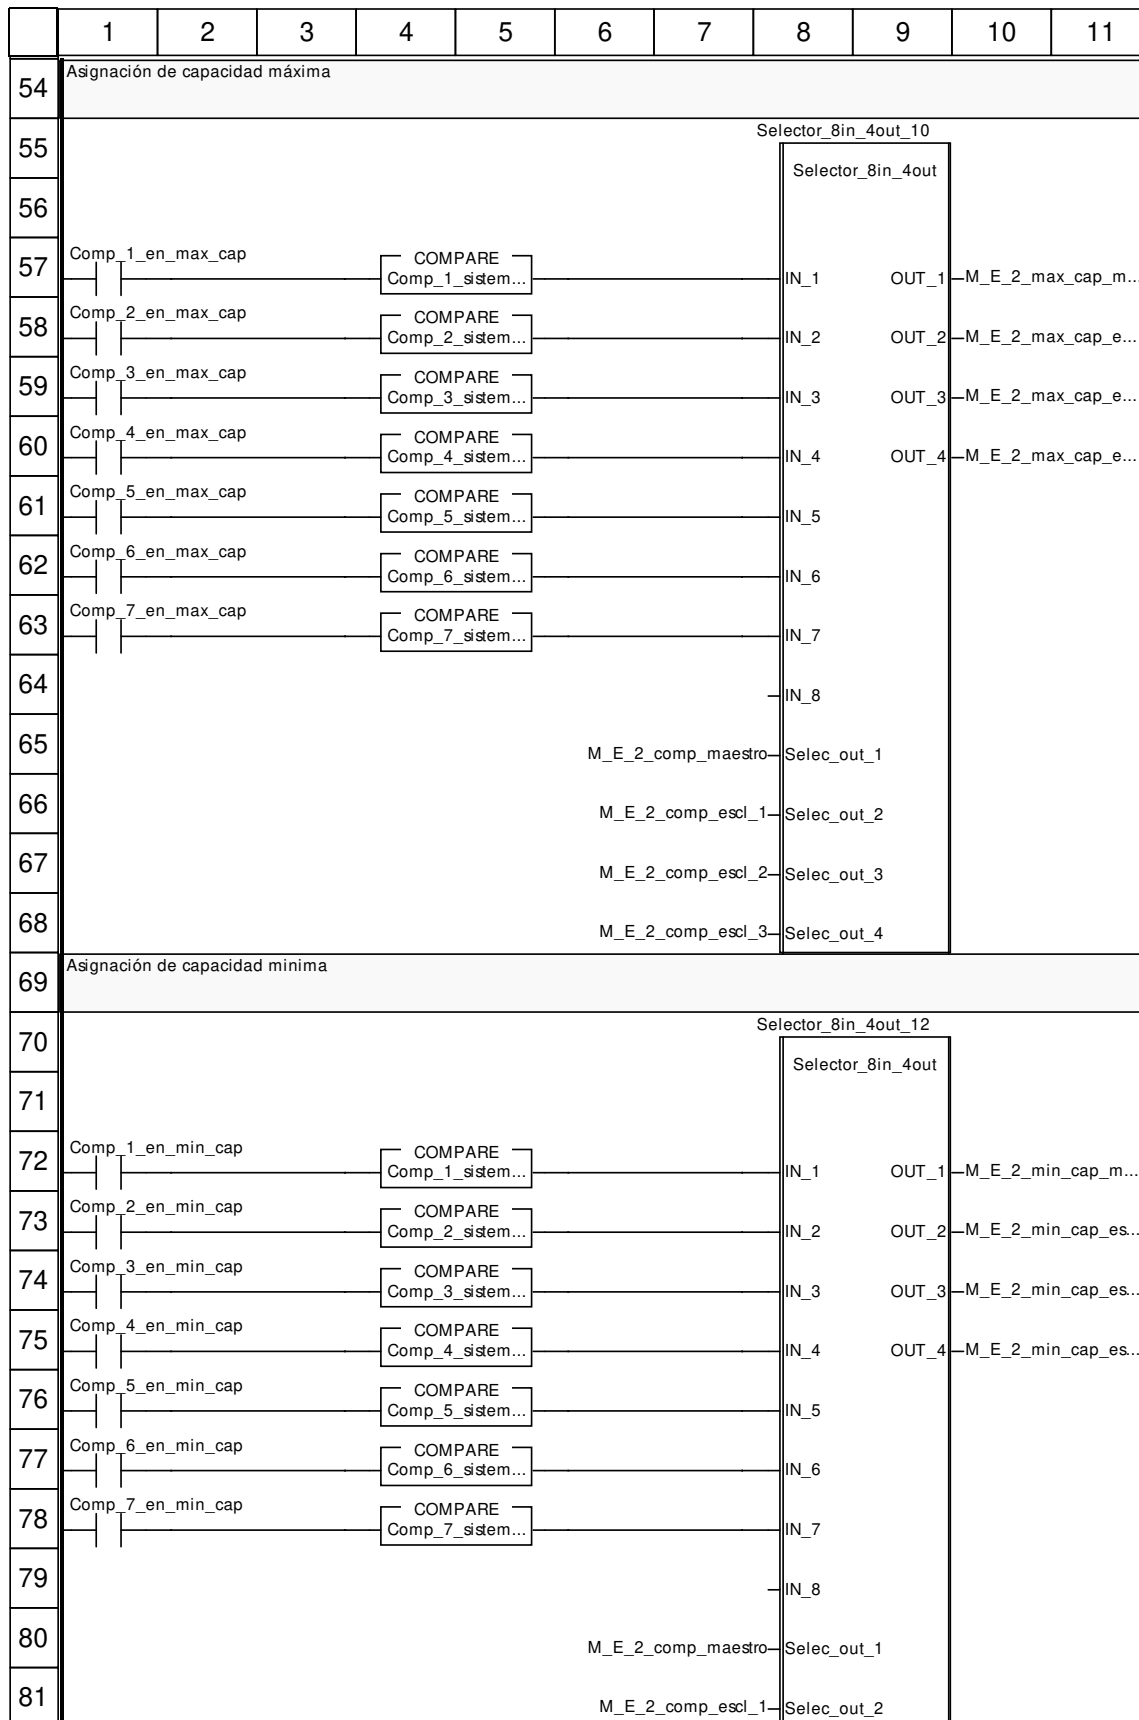 1 2 3 4 5 6 7 8 9 10 11
54 Asignación de capacidad máxima
55 Selector_8in_4out_10
Selector_8in_4out
56
Comp_1_en_max_cap COMPARE
57 Comp_1_sistem... IN_1 OUT_1 M_E_2_max_cap_m...
Comp_2_en_max_cap COMPARE
58 Comp_2_sistem... IN_2 OUT_2 M_E_2_max_cap_e...
Comp_3_en_max_cap COMPARE
59 Comp_3_sistem... IN_3 OUT_3 M_E_2_max_cap_e...
Comp_4_en_max_cap COMPARE
60 Comp_4_sistem... IN_4 OUT_4 M_E_2_max_cap_e...
Comp_5_en_max_cap COMPARE
61 Comp_5_sistem... IN_5
Comp_6_en_max_cap COMPARE
62 Comp_6_sistem... IN_6
Comp_7_en_max_cap COMPARE
63 Comp_7_sistem... IN_7
64 IN_8
65 M_E_2_comp_maestro Selec_out_1
66 M_E_2_comp_escl_1 Selec_out_2
67 M_E_2_comp_escl_2 Selec_out_3
68 M_E_2_comp_escl_3 Selec_out_4
69 Asignación de capacidad minima
70 Selector_8in_4out_12
Selector_8in_4out
71
Comp_1_en_min_cap COMPARE
72 Comp_1_sistem... IN_1 OUT_1 M_E_2_min_cap_m...
Comp_2_en_min_cap COMPARE
73 Comp_2_sistem... IN_2 OUT_2 M_E_2_min_cap_es...
Comp_3_en_min_cap COMPARE
74 Comp_3_sistem... IN_3 OUT_3 M_E_2_min_cap_es...
Comp_4_en_min_cap COMPARE
75 Comp_4_sistem... IN_4 OUT_4 M_E_2_min_cap_es...
Comp_5_en_min_cap COMPARE
76 Comp_5_sistem... IN_5
Comp_6_en_min_cap COMPARE
77 Comp_6_sistem... IN_6
Comp_7_en_min_cap COMPARE
78 Comp_7_sistem... IN_7
79 IN_8
80 M_E_2_comp_maestro Selec_out_1
81 M_E_2_comp_escl_1 Selec_out_2